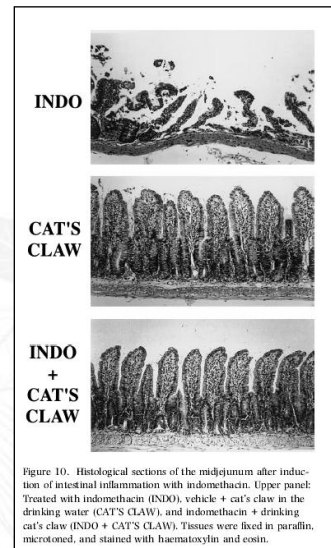 INDO
CAT'S
CLAW
INDO
+
CAT'S
CLAW
Figure 10. Histological sections of the midjejunum after induc-
tion of intestinal inflammation with indomethacin. Upper panel:
Treated with indomethacin (INDO), vehicle + cat's claw in the
drinking water (CAT'S CLAW), and indomethacin + drinking
cat's claw (INDO + CAT'S CLAW). Tissues were fixed in paraffin,
microtoned, and stained with haematoxylin and eosin.